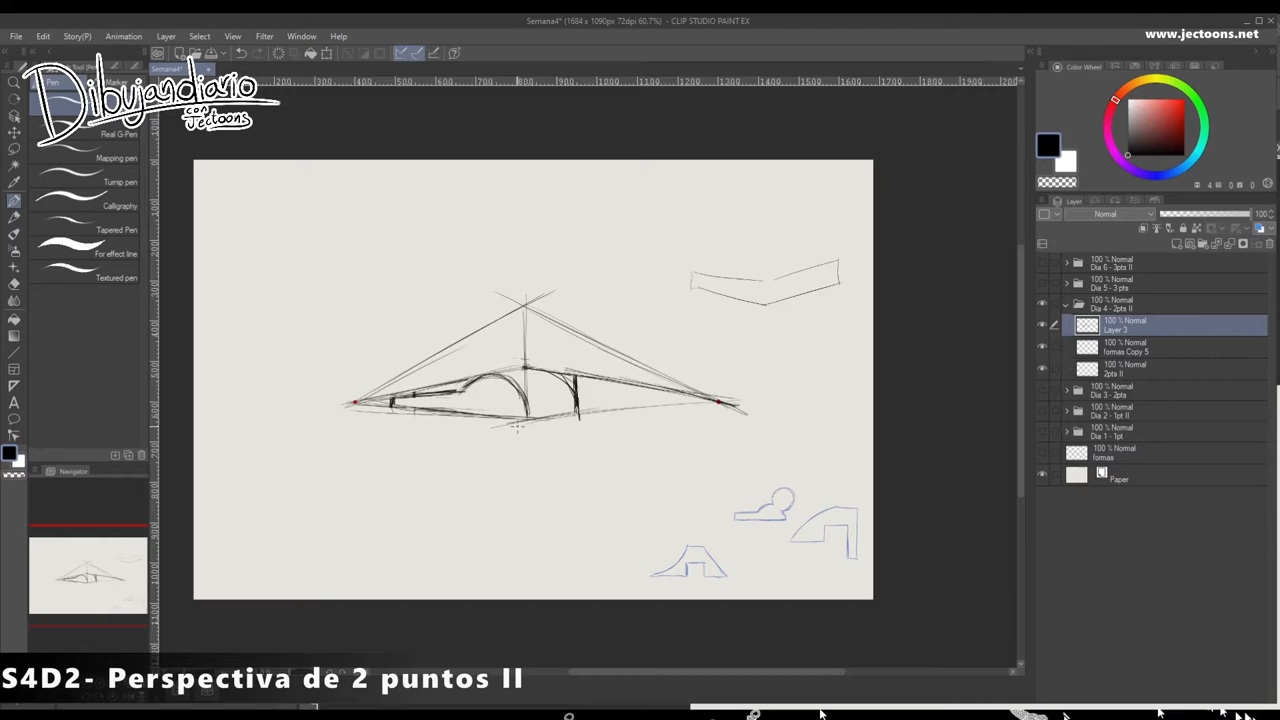 Semana4* (1684 x 1090px 72dpi 60.7%) - CLIP STUDIO PAINT EX
www.jectoons.net
File Edit Story(P) Animation Layer Select View Filter Window Help
Semana4*
Color Wheel
Dibujandiario
con
Jectoons
Pen
Marker
Real G-Pen
Mapping pen
Turnip pen
Calligraphy
Tapered Pen
For effect line
Textured pen
Navigator
Layer
Normal 100
100 % Normal
Dia 6 - 3pts II
100 % Normal
Dia 5 - 3 pts
100 % Normal
Dia 4 - 2pts II
100 % Normal
Layer 3
100 % Normal
formas Copy 5
100 % Normal
2pts II
100 % Normal
Dia 3 - 2pts
100 % Normal
Dia 2 - 1pt II
100 % Normal
Dia 1 - 1pt
100 % Normal
formas
Paper
S4D2- Perspectiva de 2 puntos II